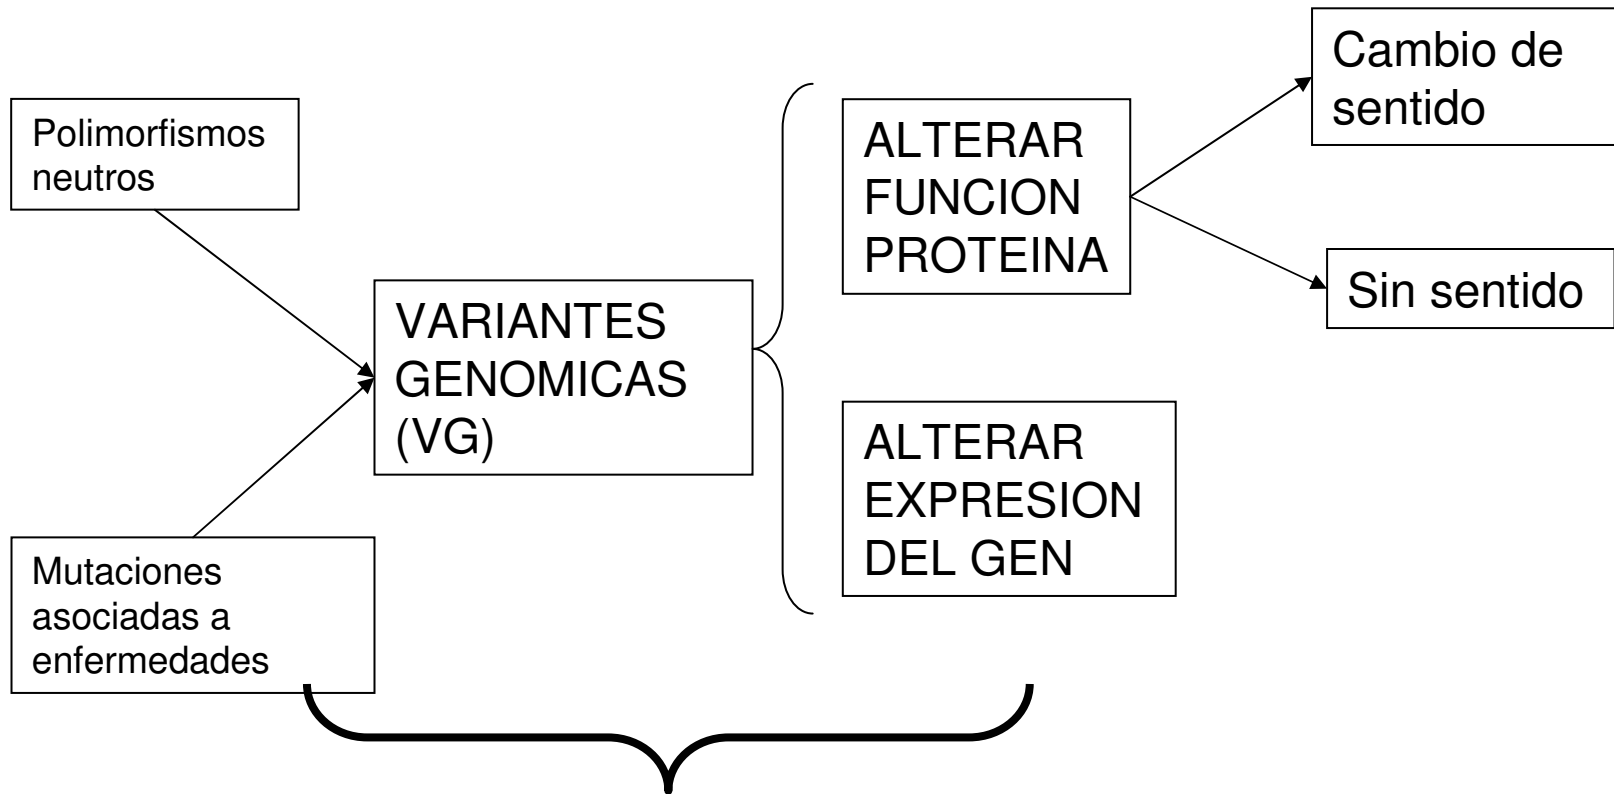 Polimorfismos
neutros
Mutaciones
asociadas a
enfermedades
VARIANTES
GENOMICAS
(VG)
ALTERAR
FUNCION
PROTEINA
ALTERAR
EXPRESION
DEL GEN
Cambio de
sentido
Sin sentido